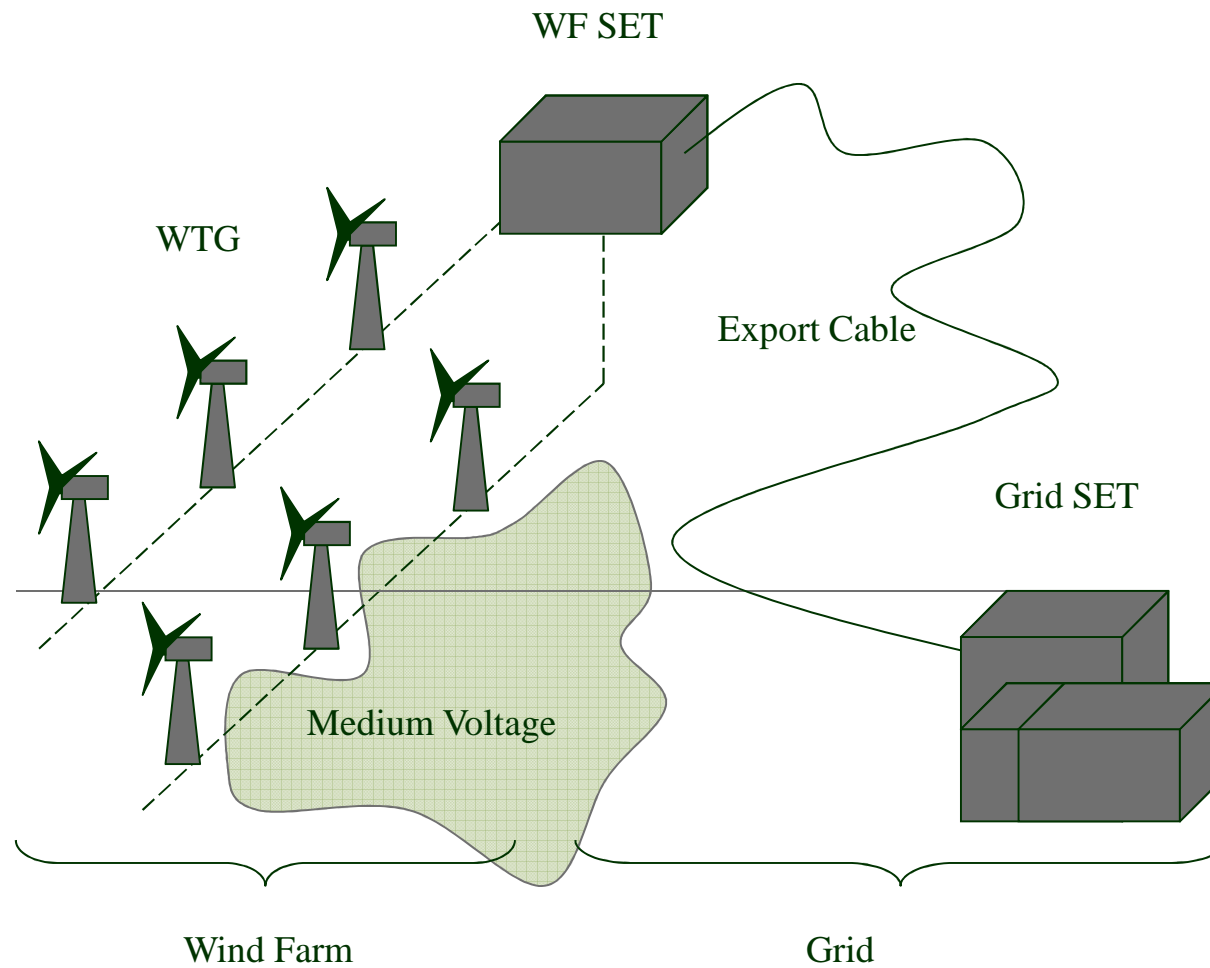 WF SET
WTG
Export Cable
Grid SET
Medium Voltage
Wind Farm
Grid